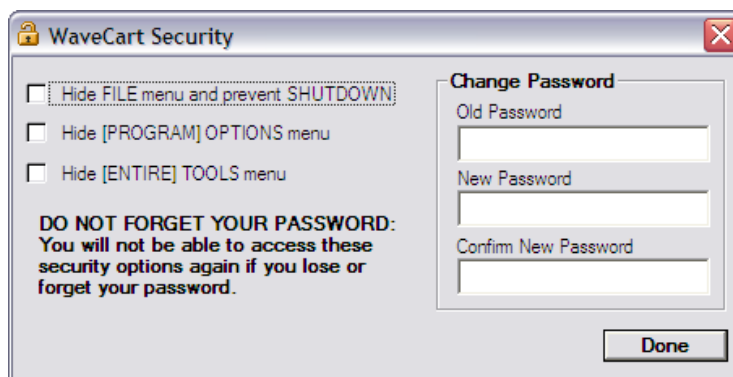 WaveCart Security
Hide FILE menu and prevent SHUTDOWN
Hide [PROGRAM] OPTIONS menu
Hide [ENTIRE] TOOLS menu
DO NOT FORGET YOUR PASSWORD:
You will not be able to access these
security options again if you lose or
forget your password.
Change Password
Old Password
New Password
Confirm New Password
Done